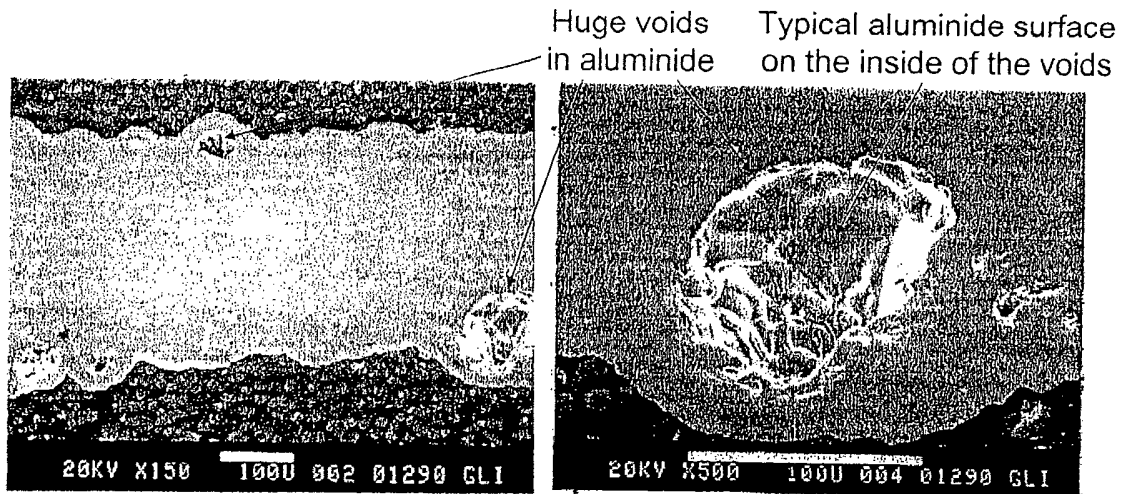 Huge voids
in aluminide
Typical aluminide surface
on the inside of the voids
20KV X150 100U 002 01290 GLI
20KV X500 100U 004 01290 GLI